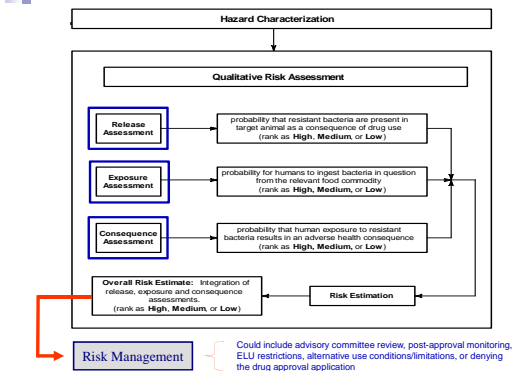 Hazard Characterization
Qualitative Risk Assessment
Release
Assessment
probability that resistant bacteria are present in
target animal as a consequence of drug use
(rank as High, Medium, or Low)
Exposure
Assessment
probability for humans to ingest bacteria in question
from the relevant food commodity
(rank as High, Medium, or Low)
Consequence
Assessment
probability that human exposure to resistant
bacteria results in an adverse health consequence
(rank as High, Medium, or Low)
Overall Risk Estimate: Integration of
release, exposure and consequence
assessments.
(rank as High, Medium, or Low)
Risk Estimation
Risk Management
Could include advisory committee review, post-approval monitoring,
ELU restrictions, alternative use conditions/limitations, or denying
the drug approval application